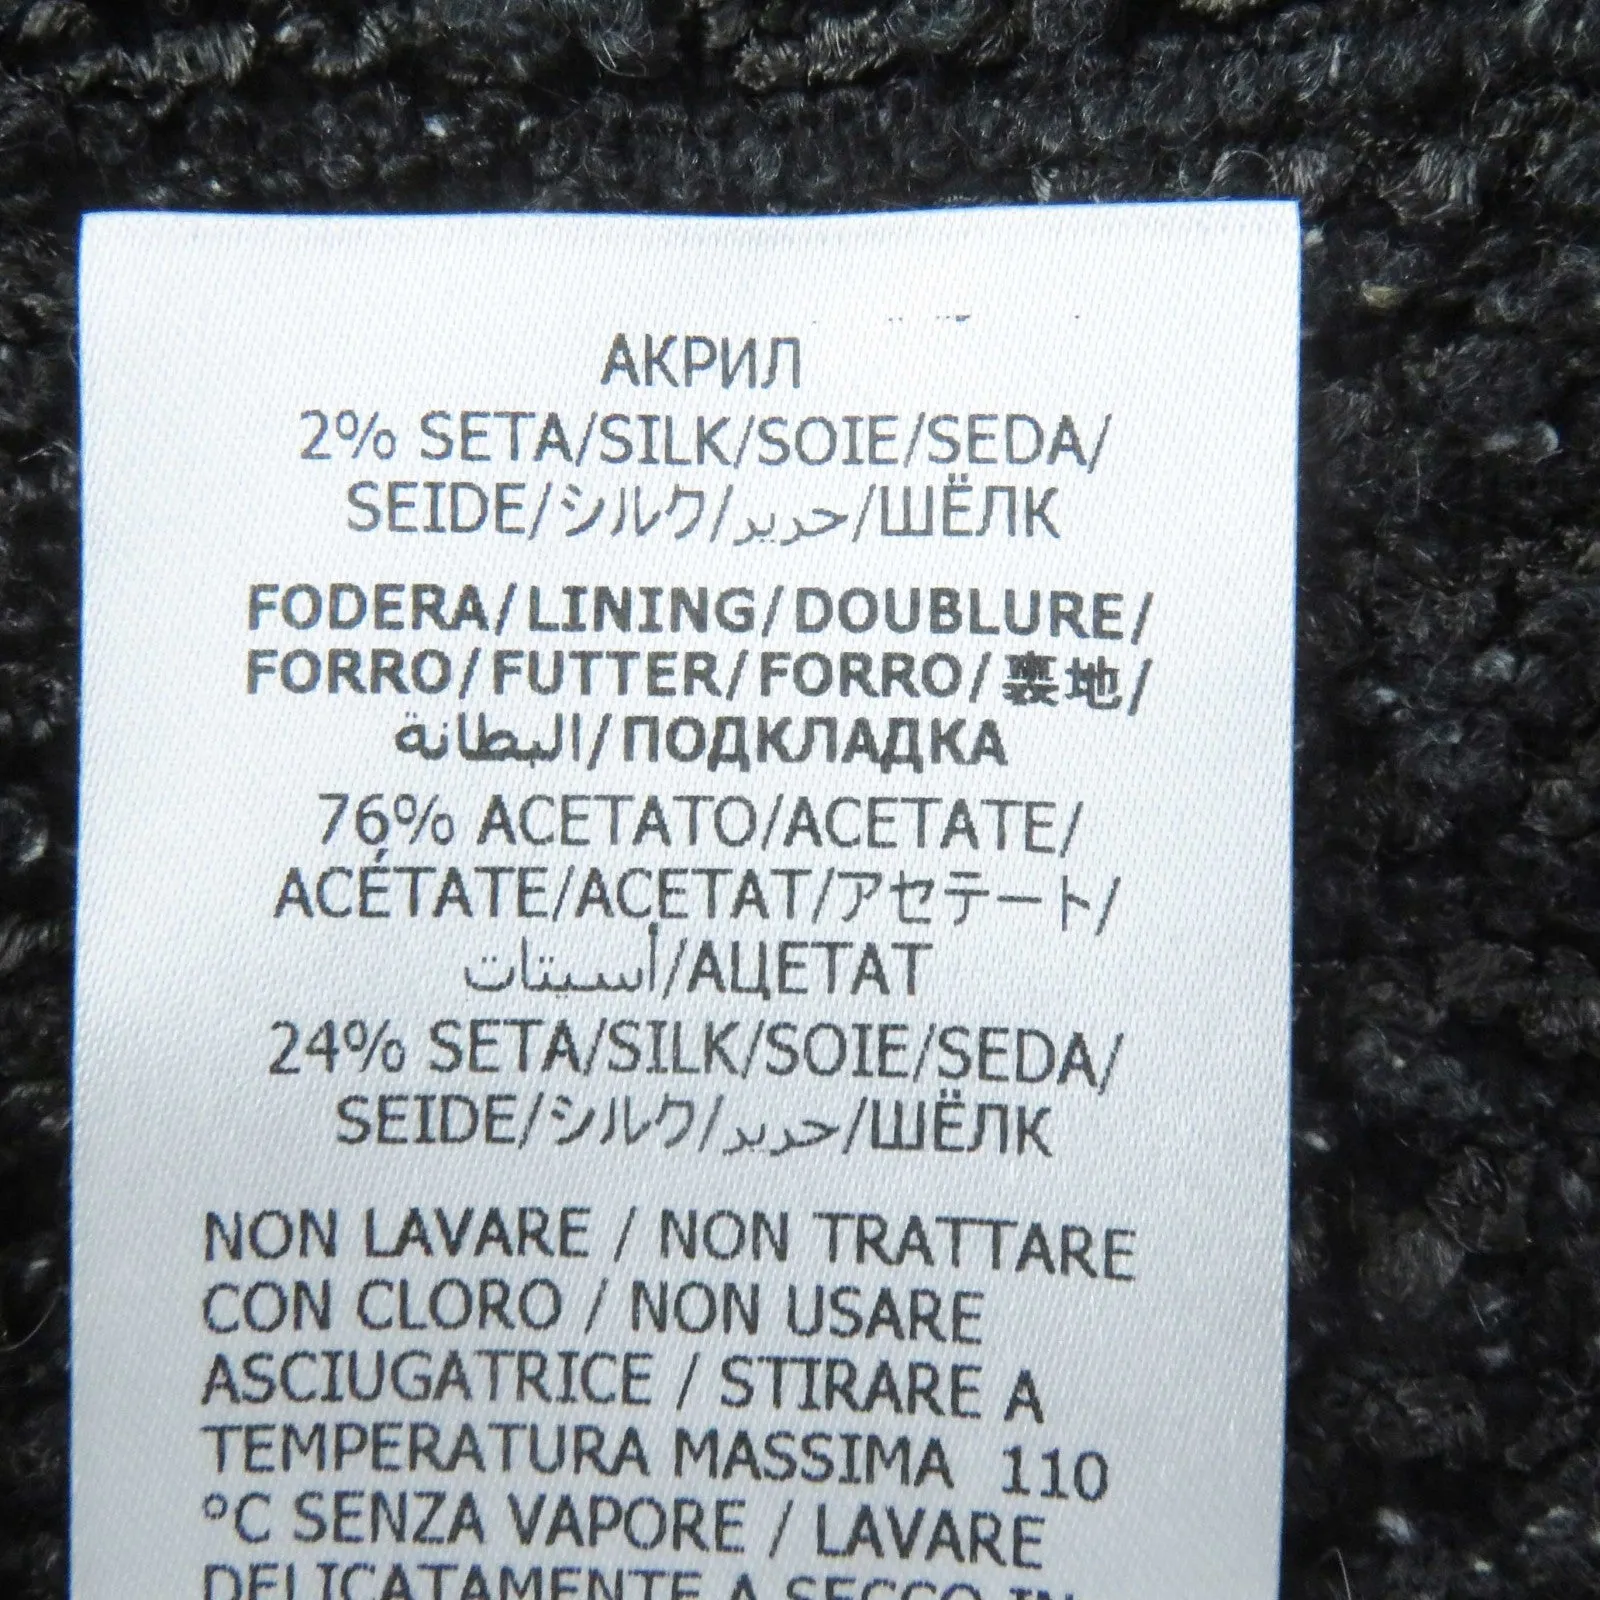 АКРИЛ
2% SETA/SILK/SOIE/SEDA/
SEIDE/シルク/حرير/ШЁЛК
FODERA/LINING/DOUBLURE/
FORRO/FUTTER/FORRO/裏地/
البطانة/ПОДКЛАДКА
76% ACETATO/ACETATE/
ACÉTATE/ACETAT/アセテート/
أسيتات/АЦЕТАТ
24% SETA/SILK/SOIE/SEDA/
SEIDE/シルク/حرير/ШЁЛК
NON LAVARE / NON TRATTARE
CON CLORO / NON USARE
ASCIUGATRICE / STIRARE A
TEMPERATURA MASSIMA 110
°C SENZA VAPORE / LAVARE
DELICATAMENTE A SECCO IN